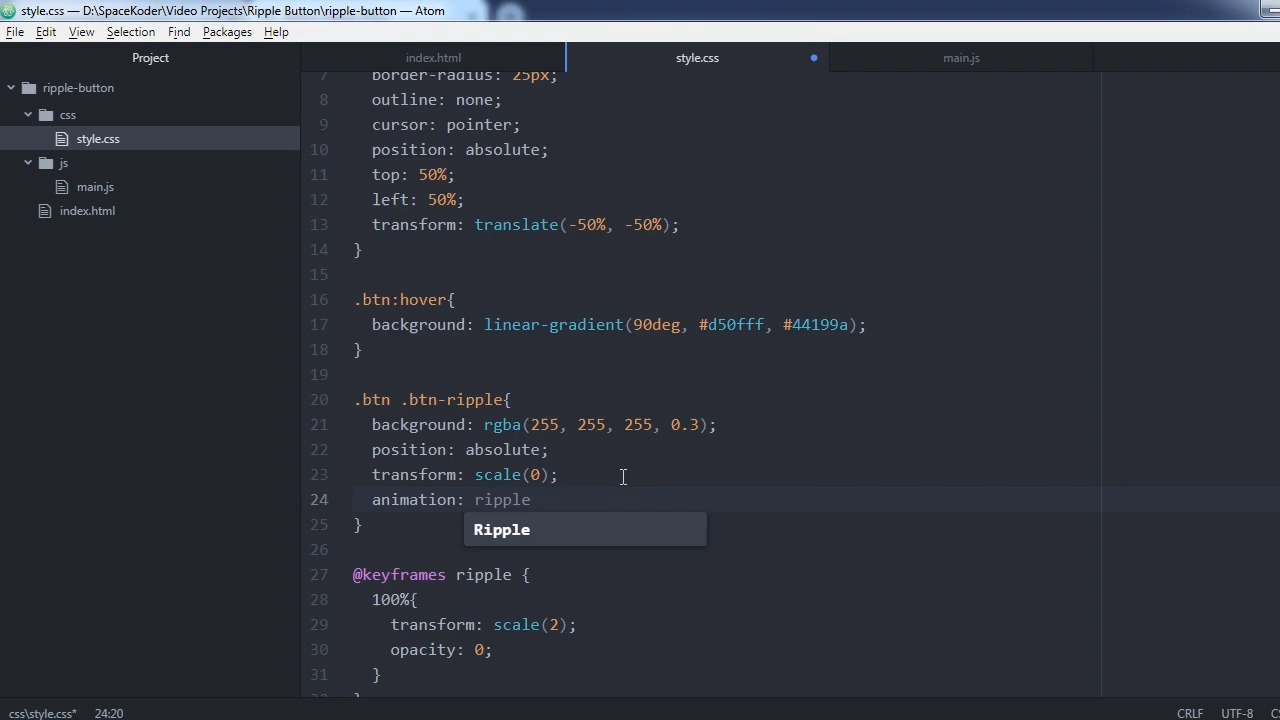 style.css — D:\SpaceKoder\Video Projects\Ripple Button\ripple-button — Atom
File Edit View Selection Find Packages Help
Project
index.html
style.css
main.js
ripple-button
css
style.css
js
main.js
index.html
7 border-radius: 25px;
8 outline: none;
9 cursor: pointer;
10 position: absolute;
11 top: 50%;
12 left: 50%;
13 transform: translate(-50%, -50%);
14 }
15
16 .btn:hover{
17 background: linear-gradient(90deg, #d50fff, #44199a);
18 }
19
20 .btn .btn-ripple{
21 background: rgba(255, 255, 255, 0.3);
22 position: absolute;
23 transform: scale(0);
24 animation: ripple
Ripple
25 }
26
27 @keyframes ripple {
28 100%{
29 transform: scale(2);
30 opacity: 0;
31 }
css\style.css* 24:20 CRLF UTF-8